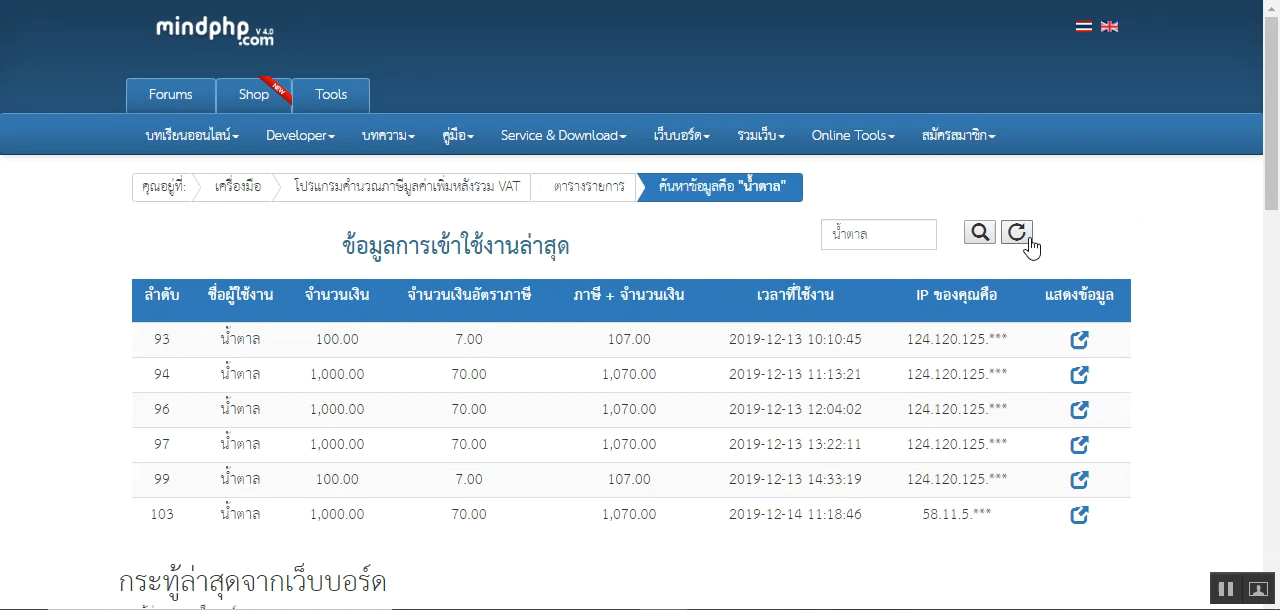 mindphp V 4.0
.com
Forums Shop NEW Tools
บทเรียนออนไลน์ Developer บทความ คู่มือ Service & Download เว็บบอร์ด รวมเว็บ Online Tools สมัครสมาชิก
คุณอยู่ที่: เครื่องมือ โปรแกรมคำนวณภาษีมูลค่าเพิ่มหลังรวม VAT ตารางรายการ ค้นหาข้อมูลคือ "น้ำตาล"
น้ำตาล
ข้อมูลการเข้าใช้งานล่าสุด
ลำดับ ชื่อผู้ใช้งาน จำนวนเงิน จำนวนเงินอัตราภาษี ภาษี + จำนวนเงิน เวลาที่ใช้งาน IP ของคุณคือ แสดงข้อมูล
93 น้ำตาล 100.00 7.00 107.00 2019-12-13 10:10:45 124.120.125.***
94 น้ำตาล 1,000.00 70.00 1,070.00 2019-12-13 11:13:21 124.120.125.***
96 น้ำตาล 1,000.00 70.00 1,070.00 2019-12-13 12:04:02 124.120.125.***
97 น้ำตาล 1,000.00 70.00 1,070.00 2019-12-13 13:22:11 124.120.125.***
99 น้ำตาล 100.00 7.00 107.00 2019-12-13 14:33:19 124.120.125.***
103 น้ำตาล 1,000.00 70.00 1,070.00 2019-12-14 11:18:46 58.11.5.***
กระทู้ล่าสุดจากเว็บบอร์ด